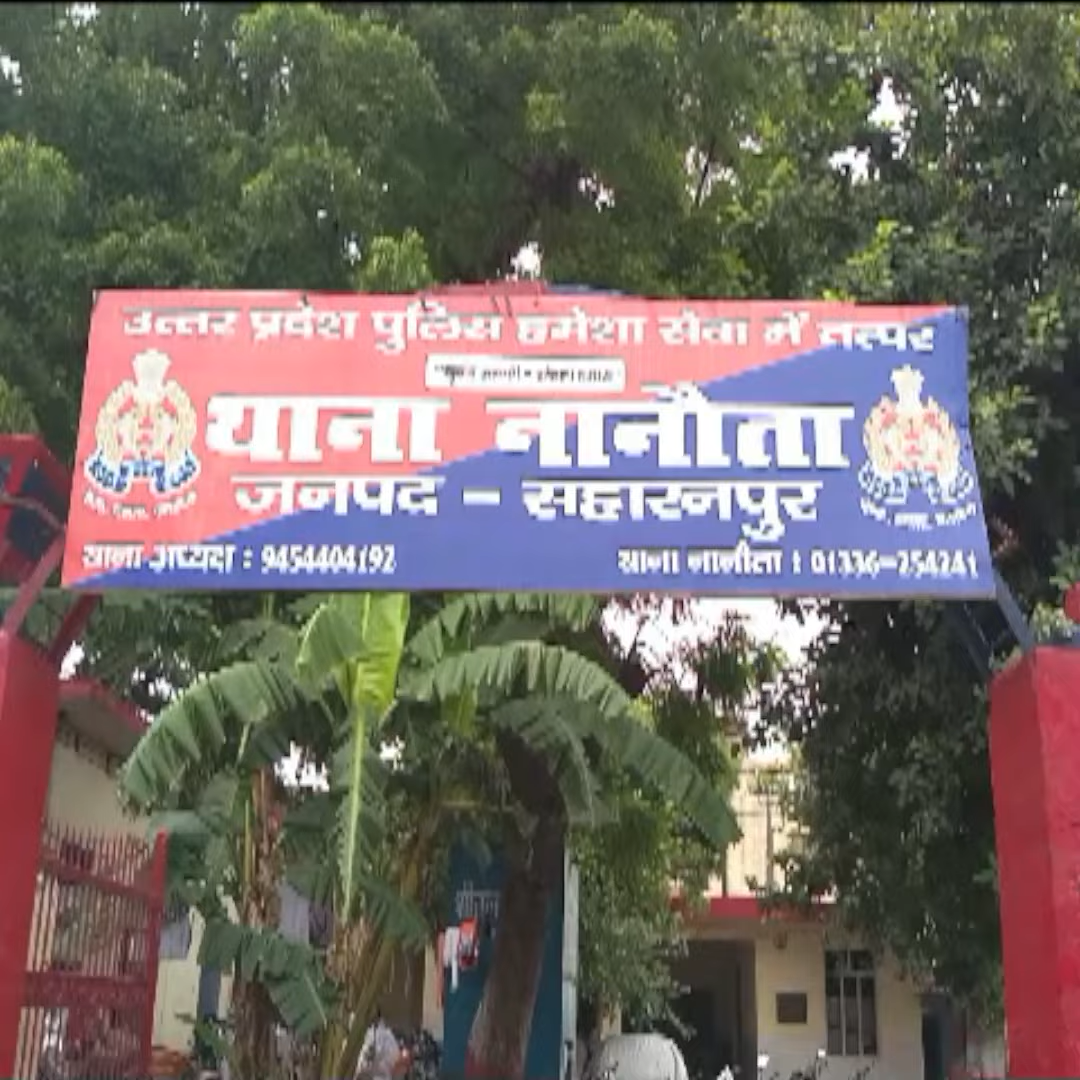 उत्तर प्रदेश पुलिस हमेशा सेवा में तत्पर
थाना नानौता
जनपद - सहारनपुर
थाना अध्यक्ष : 9454404192
थाना नानौता : 01336-254241